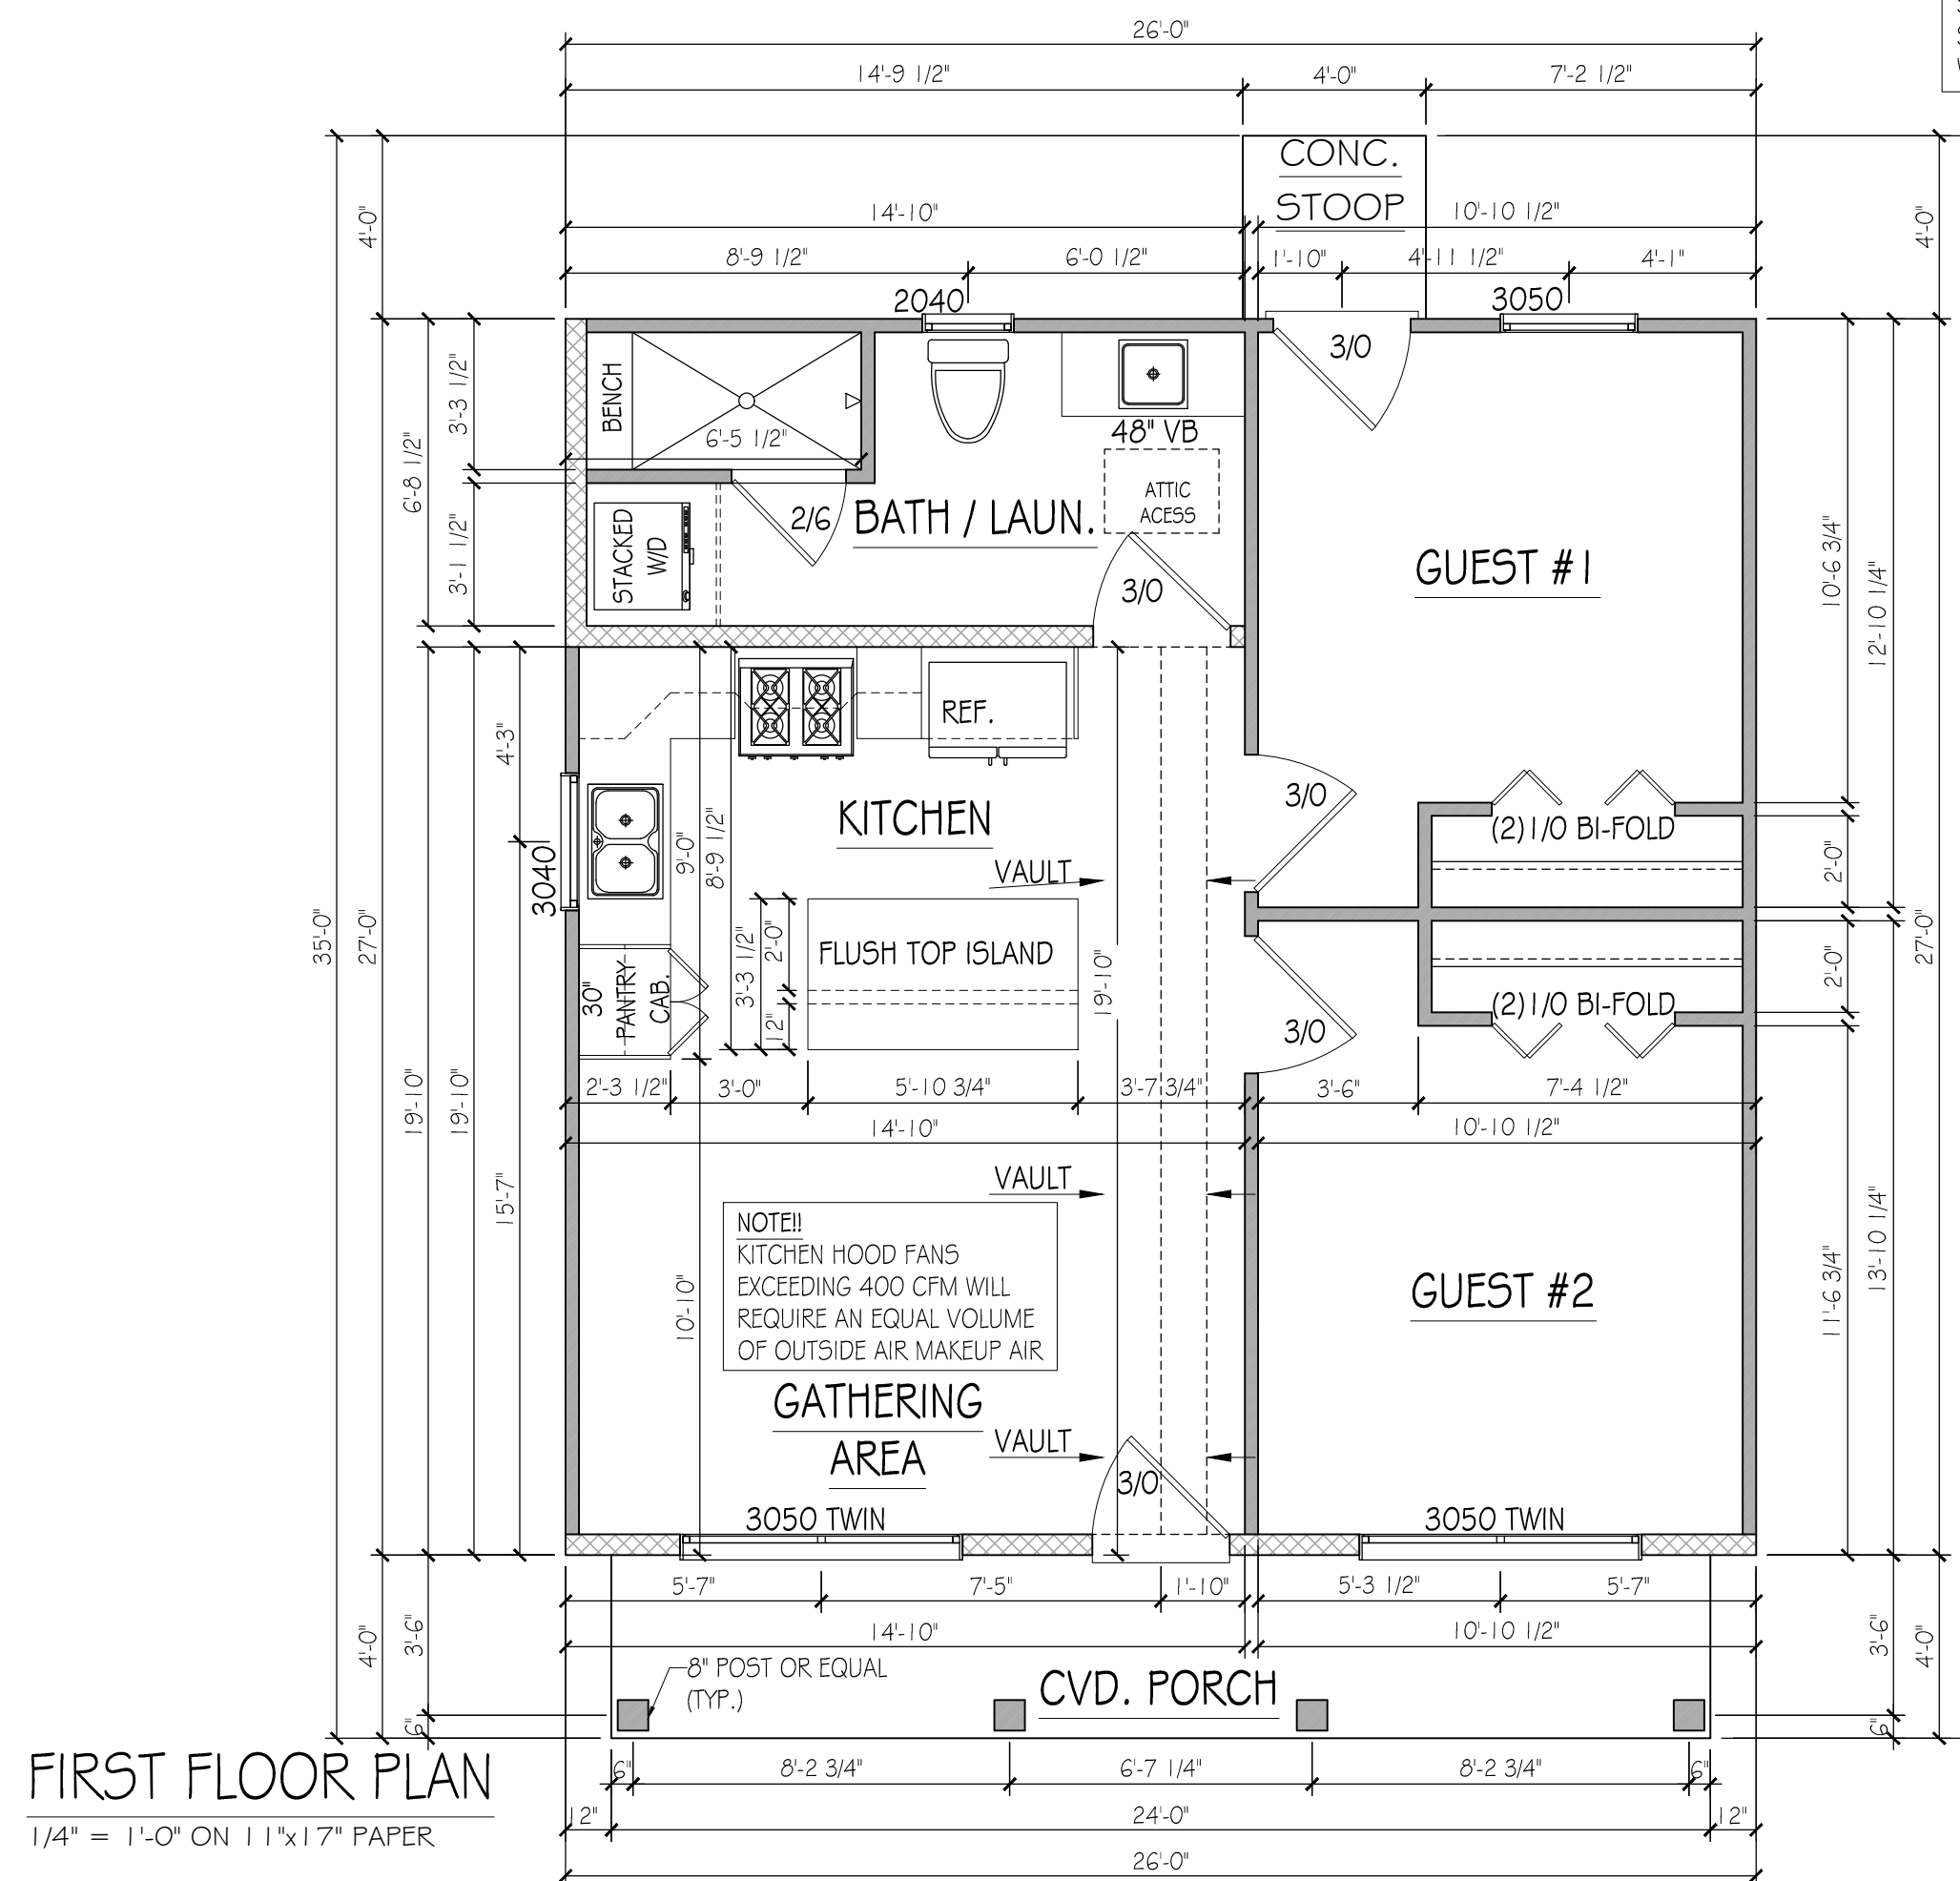 26'-0"
14'-9 1/2" 4'-0" 7'-2 1/2"
CONC.
STOOP
14'-10" 10'-10 1/2"
8'-9 1/2" 6'-0 1/2" 1'-10" 4'-11 1/2" 4'-1"
4'-0"
4'-0"
2040
3050
3/0
BENCH
6'-5 1/2"
48" VB
ATTIC
ACESS
3'-3 1/2"
6'-8 1/2"
3'-1 1/2"
STACKED
W/D
2/6
BATH / LAUN.
3/0
GUEST #1
10'-6 3/4"
12'-10 1/4"
REF.
4'-3"
KITCHEN
3/0
(2) 1/0 BI-FOLD
VAULT
3040
9'-0"
8'-9 1/2"
2'-0"
35'-0"
27'-0"
27'-0"
FLUSH TOP ISLAND
3'-3 1/2"
2'-0"
12"
19'-10"
30"
PANTRY
CAB.
2'-0"
(2) 1/0 BI-FOLD
3/0
2'-3 1/2" 3'-0" 5'-10 3/4" 3'-7 3/4" 3'-6" 7'-4 1/2"
14'-10" 10'-10 1/2"
19'-10"
19'-10"
15'-7"
VAULT
NOTE!!
KITCHEN HOOD FANS
EXCEEDING 400 CFM WILL
REQUIRE AN EQUAL VOLUME
OF OUTSIDE AIR MAKEUP AIR
10'-10"
GUEST #2
11'-6 3/4"
13'-10 1/4"
GATHERING
AREA
VAULT
3/0
3050 TWIN
3050 TWIN
5'-7" 7'-5" 1'-10" 5'-3 1/2" 5'-7"
14'-10" 10'-10 1/2"
4'-0"
3'-6"
3'-6"
4'-0"
8" POST OR EQUAL
(TYP.)
CVD. PORCH
6"
6"
6" 8'-2 3/4" 6'-7 1/4" 8'-2 3/4" 6"
12" 24'-0" 12"
26'-0"
FIRST FLOOR PLAN
1/4" = 1'-0" ON 11"x17" PAPER